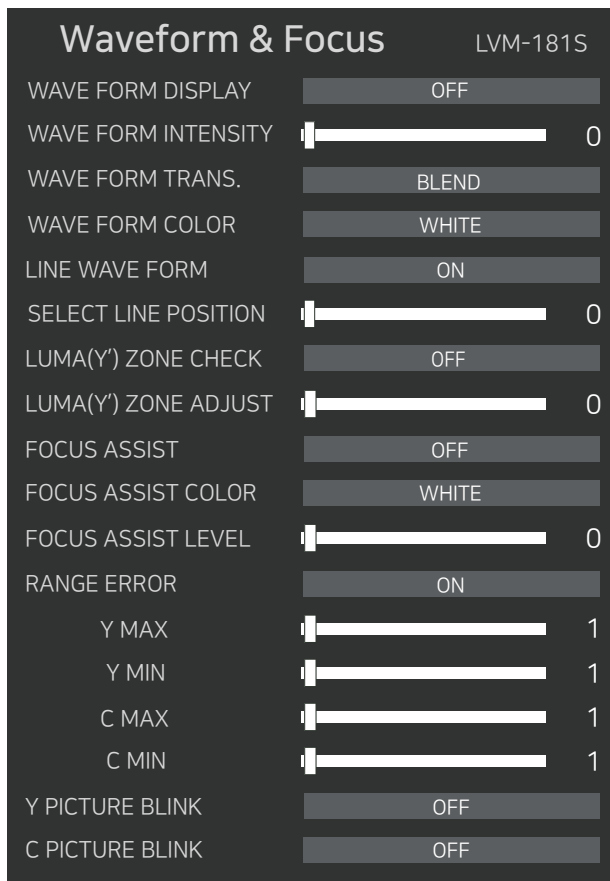 Waveform & Focus LVM-181S
WAVE FORM DISPLAY OFF
WAVE FORM INTENSITY 0
WAVE FORM TRANS. BLEND
WAVE FORM COLOR WHITE
LINE WAVE FORM ON
SELECT LINE POSITION 0
LUMA(Y') ZONE CHECK OFF
LUMA(Y') ZONE ADJUST 0
FOCUS ASSIST OFF
FOCUS ASSIST COLOR WHITE
FOCUS ASSIST LEVEL 0
RANGE ERROR ON
Y MAX 1
Y MIN 1
C MAX 1
C MIN 1
Y PICTURE BLINK OFF
C PICTURE BLINK OFF